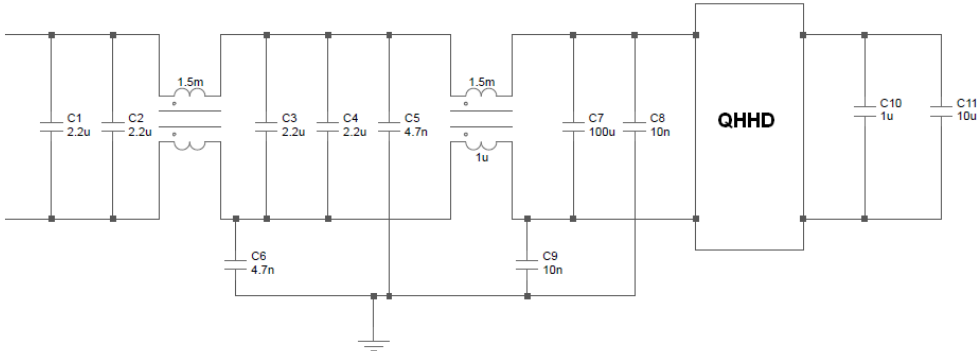 1.5m
1.5m
C1
2.2u
C2
2.2u
C3
2.2u
C4
2.2u
C5
4.7n
1u
C7
100u
C8
10n
QHHD
C10
1u
C11
10u
C6
4.7n
C9
10n